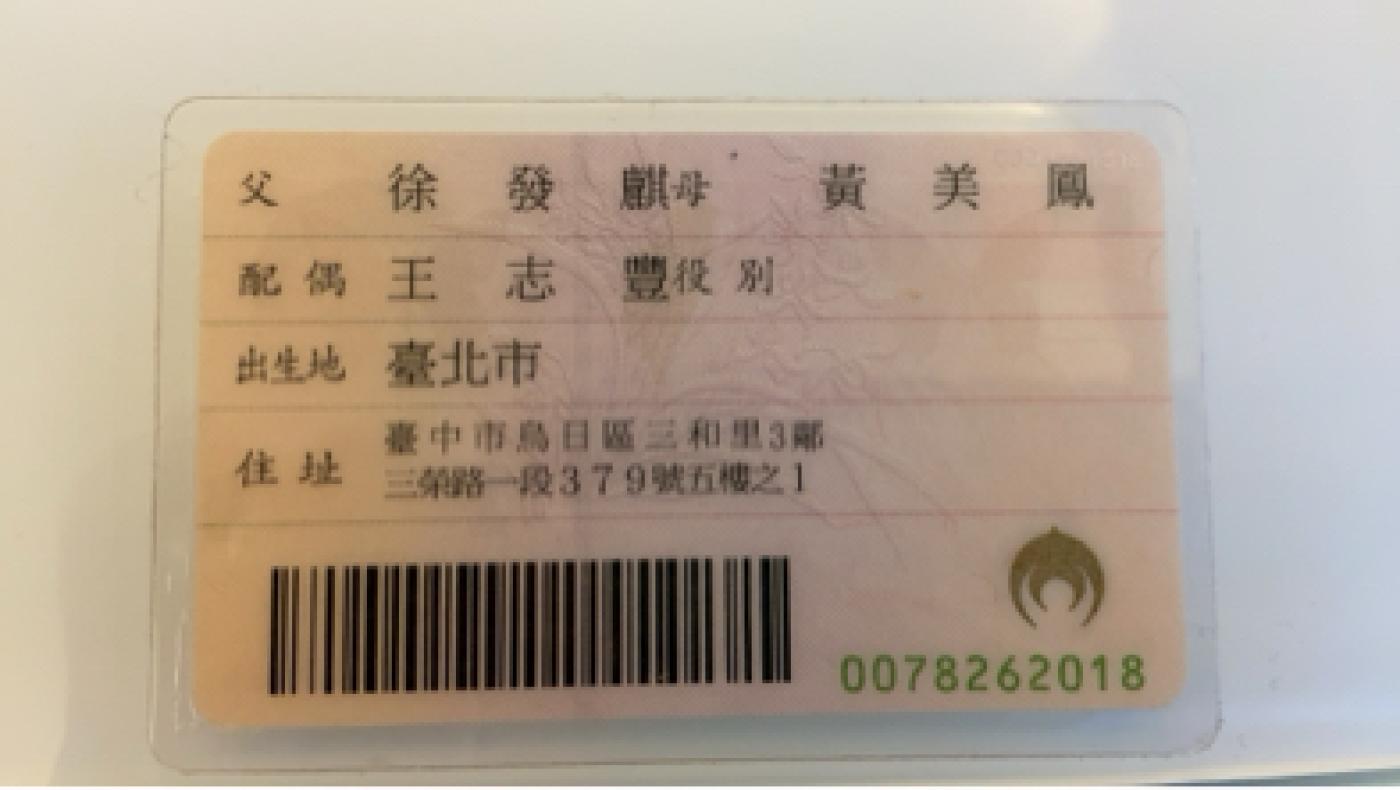 父 徐發麒 母 黃美鳳
配偶 王志豐 役別
出生地 臺北市
住址 臺中市烏日區三和里3鄰
三榮路一段379號五樓之1
0078262018